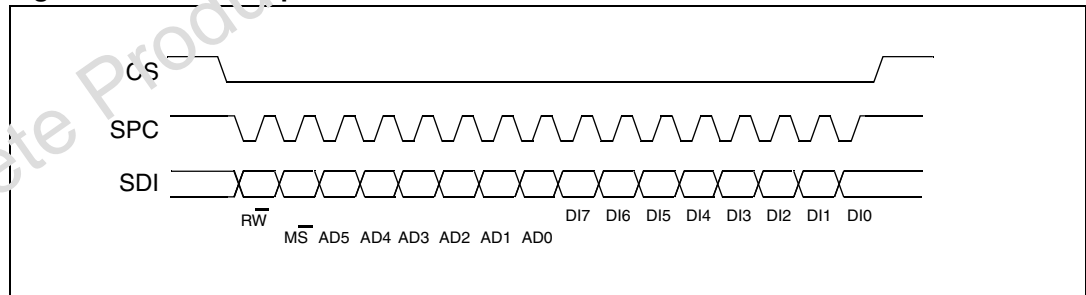 CS
SPC
SDI
RW̅ DI7 DI6 DI5 DI4 DI3 DI2 DI1 DI0
MS̅ AD5 AD4 AD3 AD2 AD1 AD0